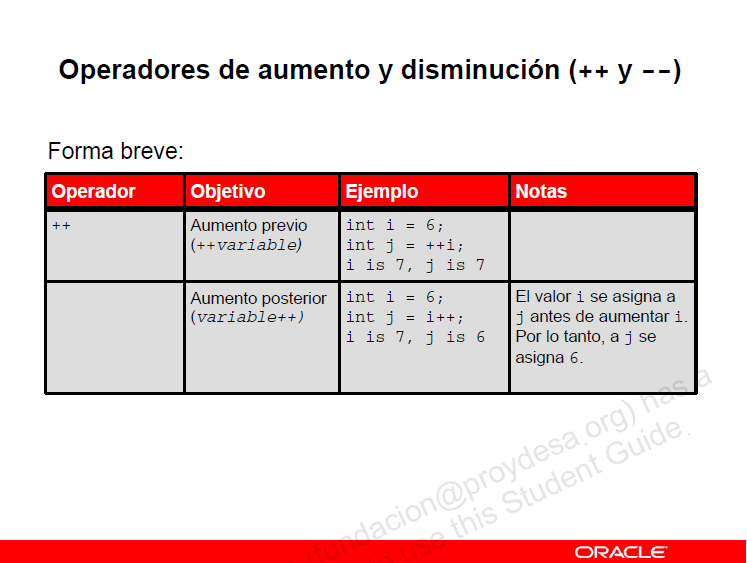 Operadores de aumento y disminución (++ y --)
Forma breve:
Operador Objetivo Ejemplo Notas
++
Aumento previo
(++variable)
int i = 6;
int j = ++i;
i is 7, j is 7
Aumento posterior
(variable++)
int i = 6;
int j = i++;
i is 7, j is 6
El valor i se asigna a
j antes de aumentar i.
Por lo tanto, a j se
asigna 6.
(fundacion@proydesa.org) has a
to use this Student Guide.
ORACLE